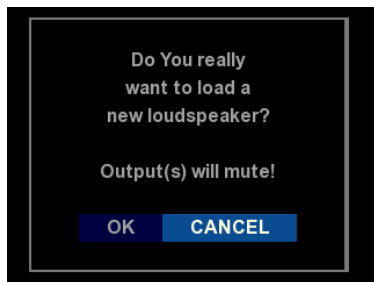 Do You really
want to load a
new loudspeaker?
Output(s) will mute!
OK CANCEL